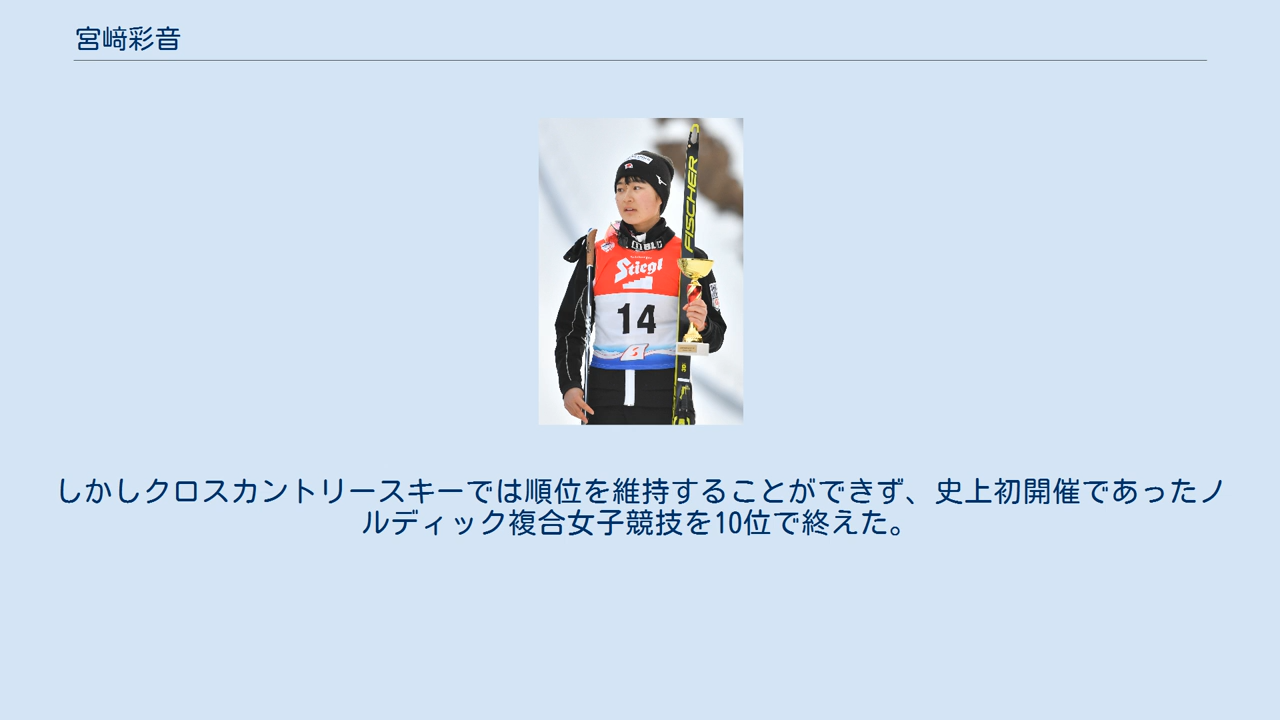 宮﨑彩音
FISCHER
Stiegl
14
しかしクロスカントリースキーでは順位を維持することができず、史上初開催であったノ
ルディック複合女子競技を10位で終えた。